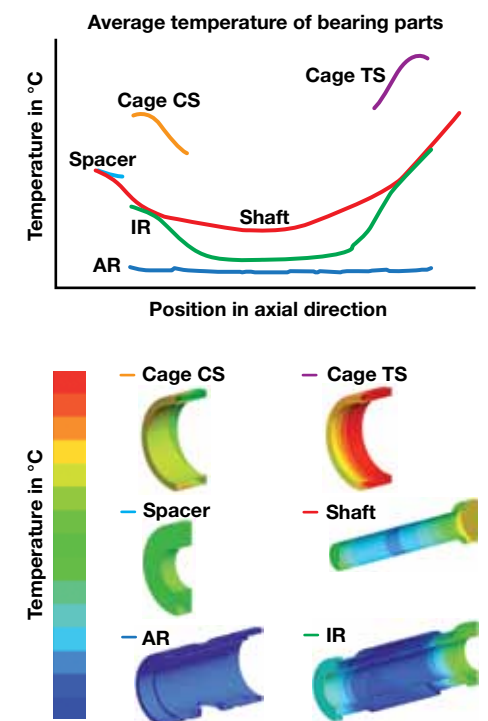 Average temperature of bearing parts
Temperature in °C
Cage CS
Cage TS
Spacer
IR
Shaft
AR
Position in axial direction
Temperature in °C
Cage CS
Cage TS
Spacer
Shaft
AR
IR